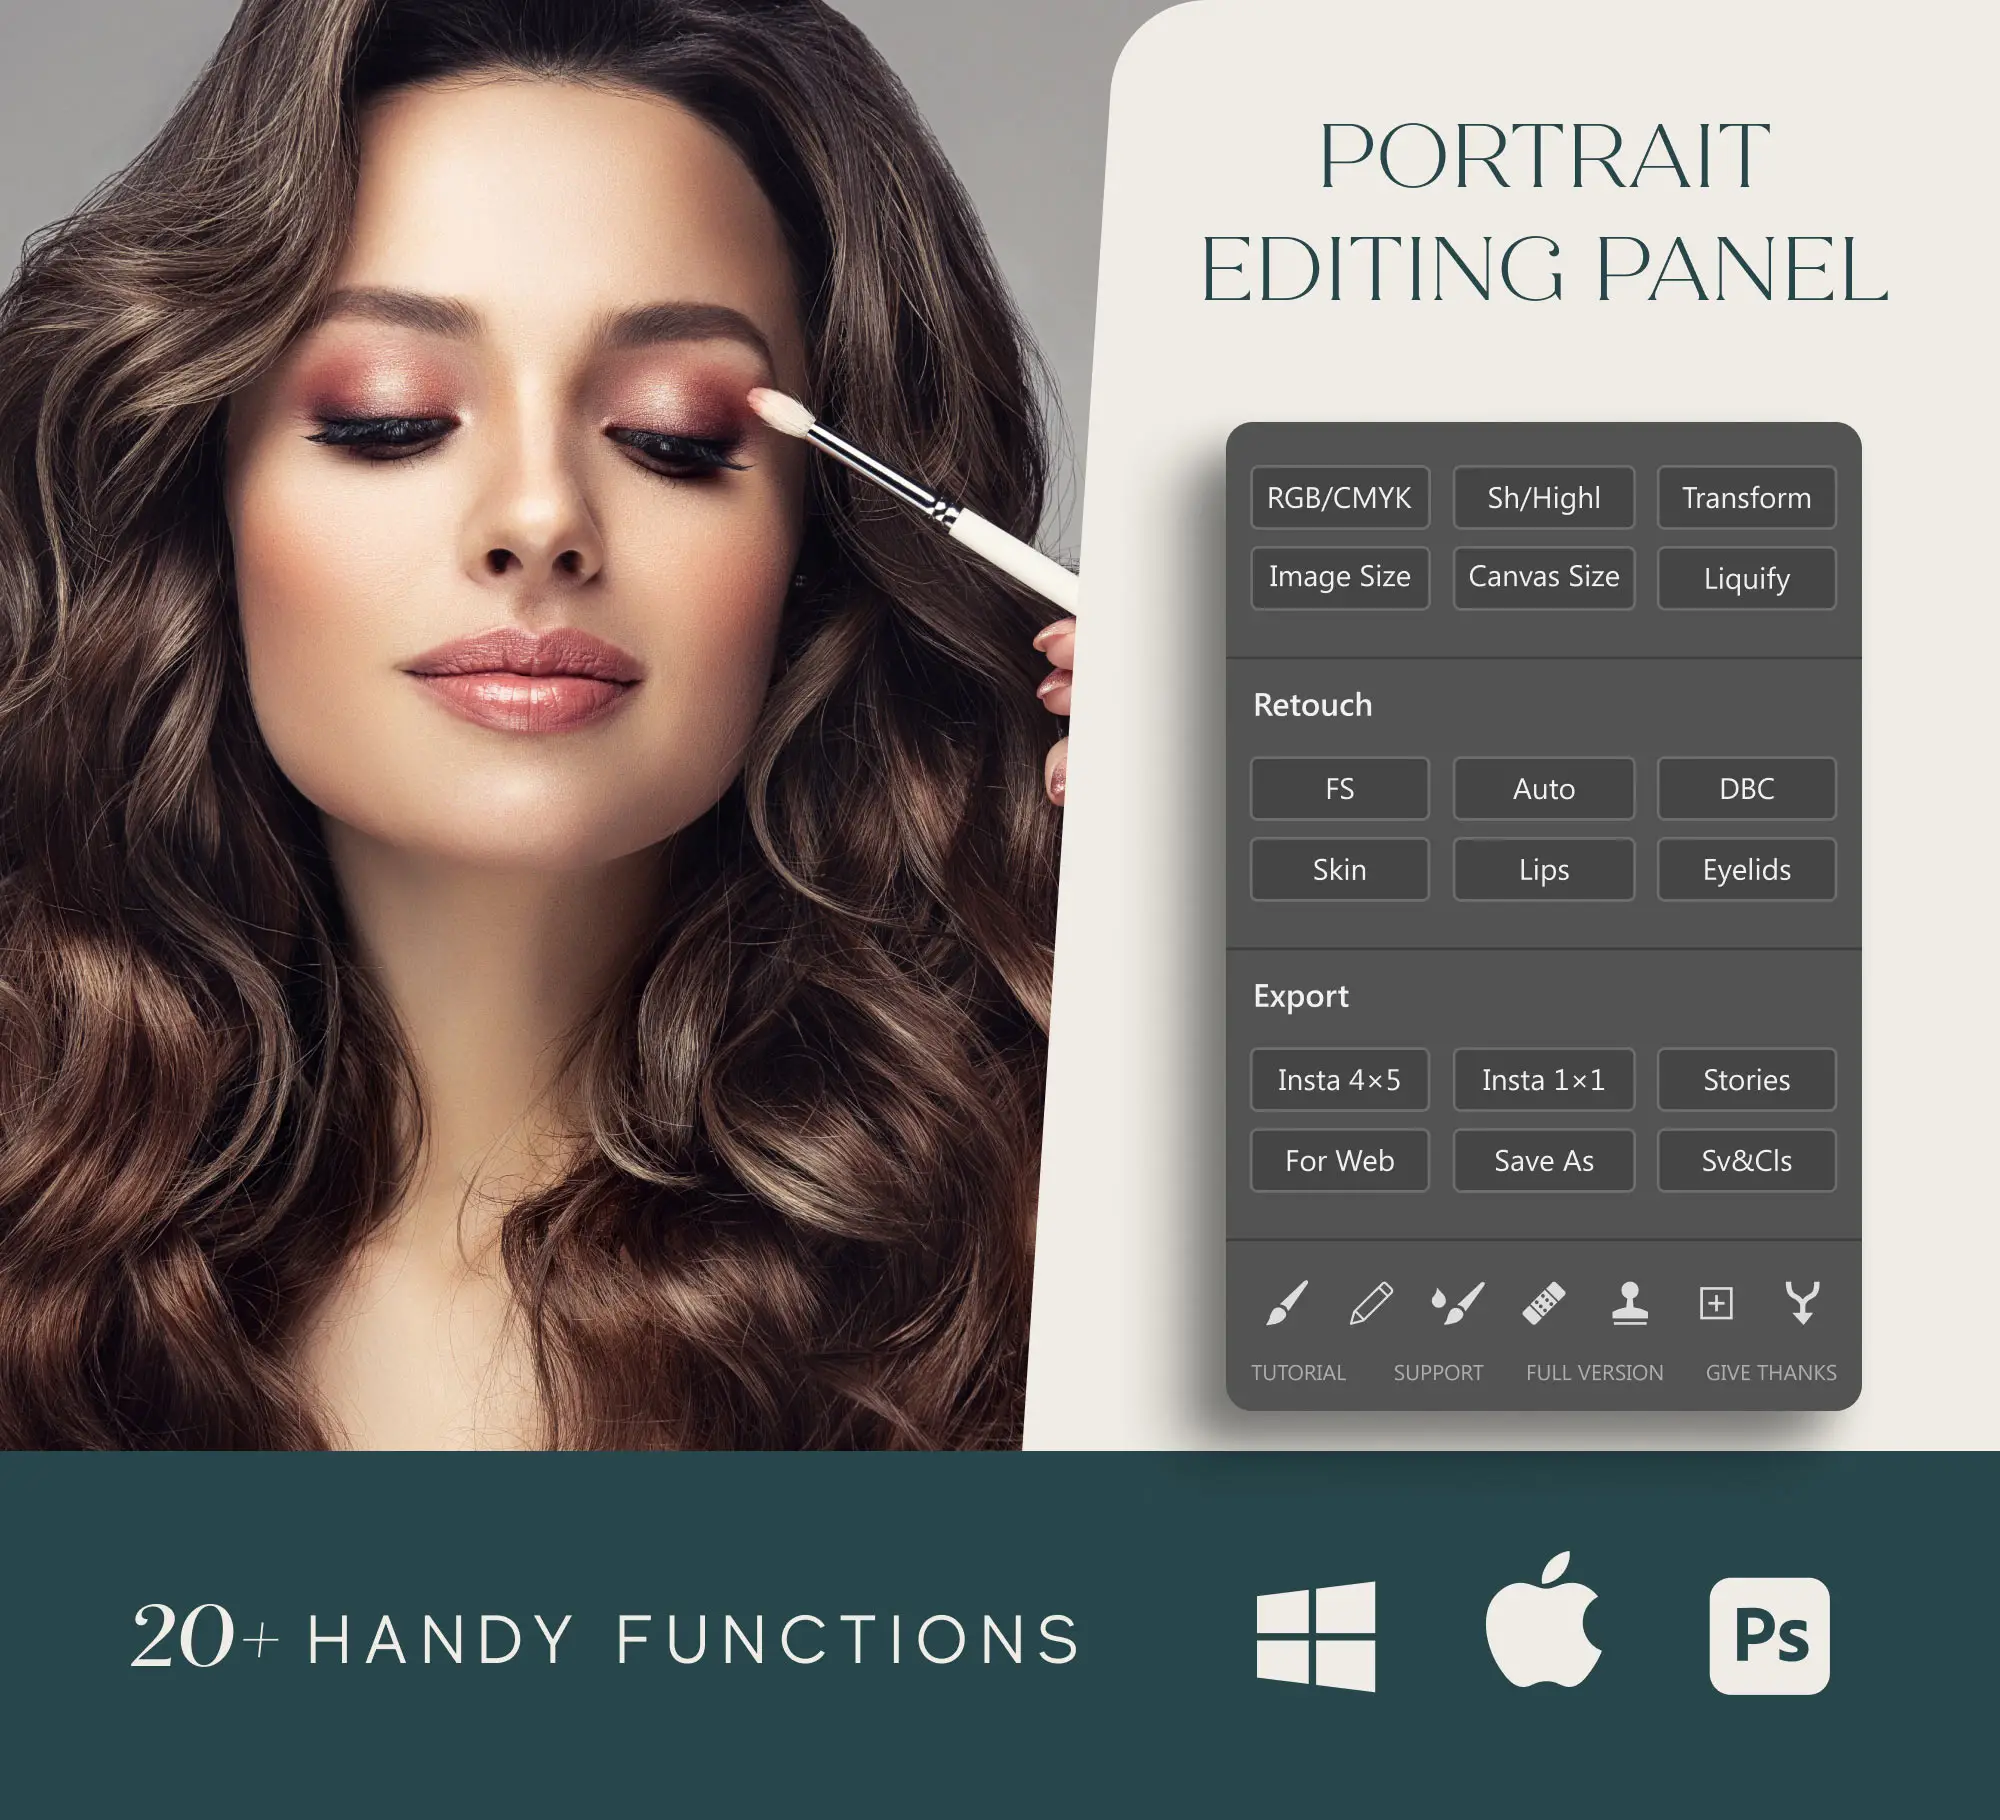 PORTRAIT
EDITING PANEL
RGB/CMYK Sh/Highl Transform
Image Size Canvas Size Liquify
Retouch
FS Auto DBC
Skin Lips Eyelids
Export
Insta 4×5 Insta 1×1 Stories
For Web Save As Sv&Cls
TUTORIAL SUPPORT FULL VERSION GIVE THANKS
20+ HANDY FUNCTIONS
Ps